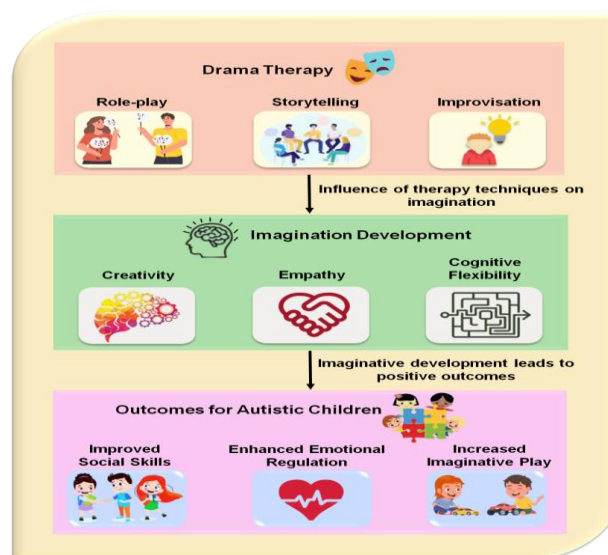 Drama Therapy
Role-play
Storytelling
Improvisation
Influence of therapy techniques on
imagination
Imagination Development
Creativity
Empathy
Cognitive
Flexibility
Imaginative development leads to
positive outcomes
Outcomes for Autistic Children
Improved
Social Skills
Enhanced Emotional
Regulation
Increased
Imaginative Play